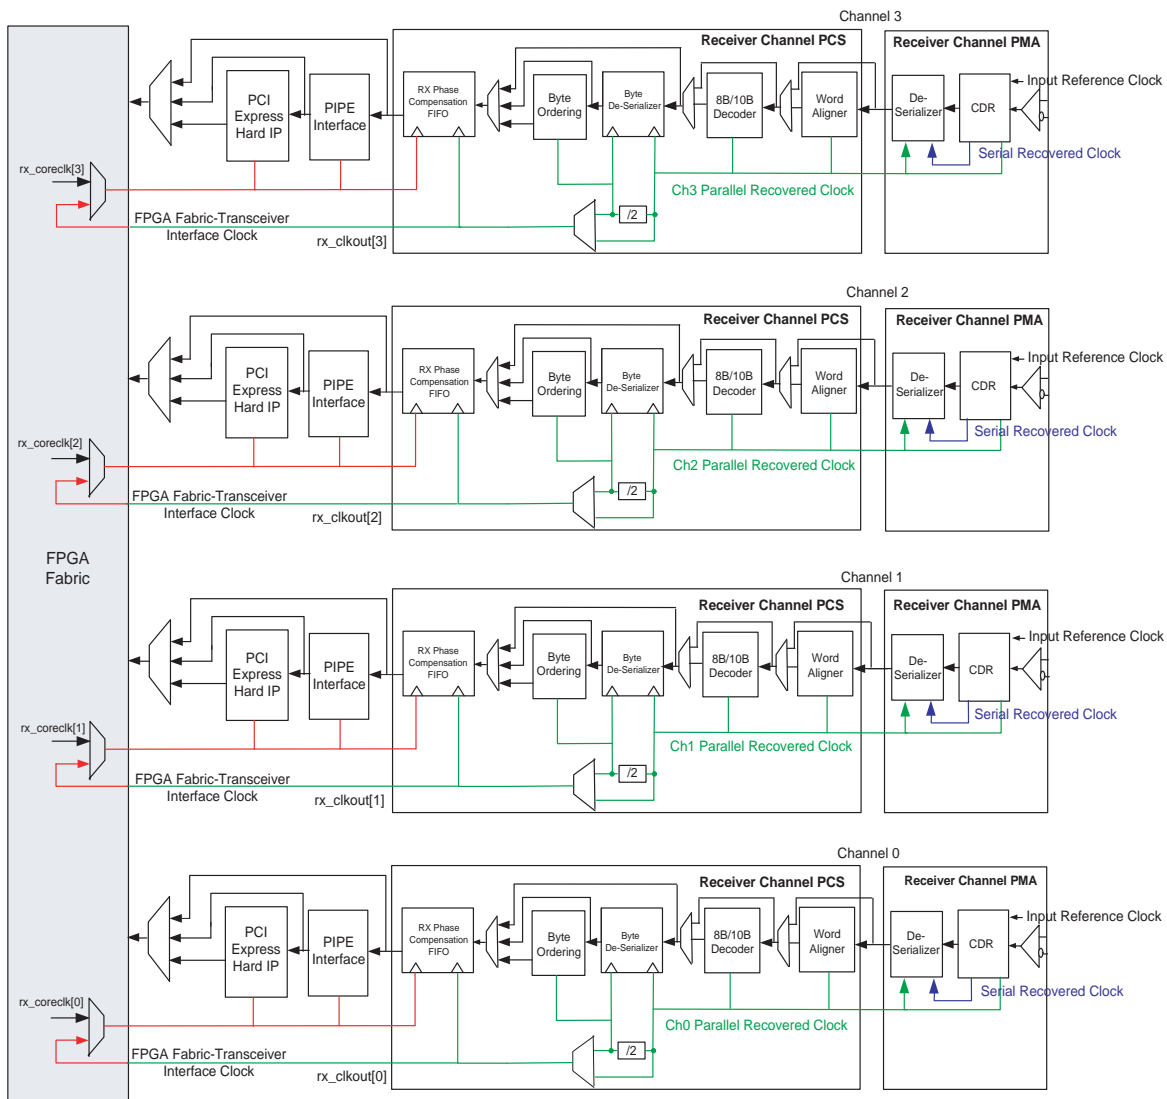 Channel 3
Receiver Channel PCS
Receiver Channel PMA
PCI
Express
Hard IP
PIPE
Interface
RX Phase
Compensation
FIFO
Byte
Ordering
Byte
De-Serializer
8B/10B
Decoder
Word
Aligner
De-
Serializer
CDR
Input Reference Clock
Serial Recovered Clock
rx_coreclk[3]
Ch3 Parallel Recovered Clock
/2
FPGA Fabric-Transceiver
Interface Clock
rx_clkout[3]
Channel 2
Receiver Channel PCS
Receiver Channel PMA
PCI
Express
Hard IP
PIPE
Interface
RX Phase
Compensation
FIFO
Byte
Ordering
Byte
De-Serializer
8B/10B
Decoder
Word
Aligner
De-
Serializer
CDR
Input Reference Clock
Serial Recovered Clock
rx_coreclk[2]
Ch2 Parallel Recovered Clock
/2
FPGA Fabric-Transceiver
Interface Clock
rx_clkout[2]
FPGA
Fabric
Channel 1
Receiver Channel PCS
Receiver Channel PMA
PCI
Express
Hard IP
PIPE
Interface
RX Phase
Compensation
FIFO
Byte
Ordering
Byte
De-Serializer
8B/10B
Decoder
Word
Aligner
De-
Serializer
CDR
Input Reference Clock
Serial Recovered Clock
rx_coreclk[1]
Ch1 Parallel Recovered Clock
/2
FPGA Fabric-Transceiver
Interface Clock
rx_clkout[1]
Channel 0
Receiver Channel PCS
Receiver Channel PMA
PCI
Express
Hard IP
PIPE
Interface
RX Phase
Compensation
FIFO
Byte
Ordering
Byte
De-Serializer
8B/10B
Decoder
Word
Aligner
De-
Serializer
CDR
Input Reference Clock
Serial Recovered Clock
rx_coreclk[0]
Ch0 Parallel Recovered Clock
/2
FPGA Fabric-Transceiver
Interface Clock
rx_clkout[0]